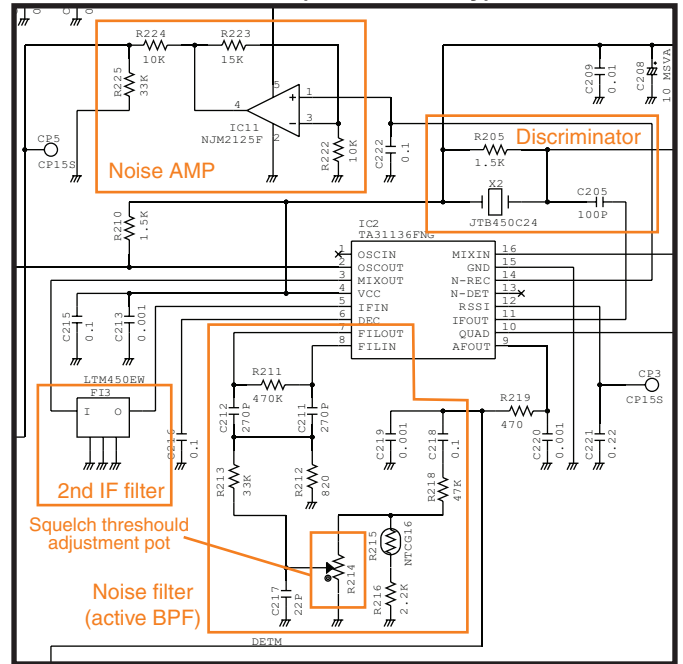 R224
10K
R223
15K
R225
33K
5
1
4
3
2
IC11
NJM2125F
R222
10K
C222
0.1
Noise AMP
CP5
CP15S
C209
0.01
C208
10 MSVA
R205
1.5K
Discriminator
X2
JTB450C24
C205
100P
R210
1.5K
IC2
TA31136FNG
1 OSCIN MIXIN 16
2 OSCOUT GND 15
3 MIXOUT N-REC 14
4 VCC N-DET 13
5 IFIN RSSI 12
6 DEC IFOUT 11
7 FILOUT QUAD 10
8 FILIN AFOUT 9
C215
0.1
C213
0.001
LTM450EW
FI3
I O
C216
0.1
2nd IF filter
R211
470K
C212
270P
C211
270P
R213
33K
R212
820
C219
0.001
C218
0.1
R218
47K
R219
470
C220
0.001
C221
0.22
CP3
CP15S
Squelch threshould
adjustment pot
R214
R215
NTCG16
R216
2.2K
C217
22P
Noise filter
(active BPF)
DETM